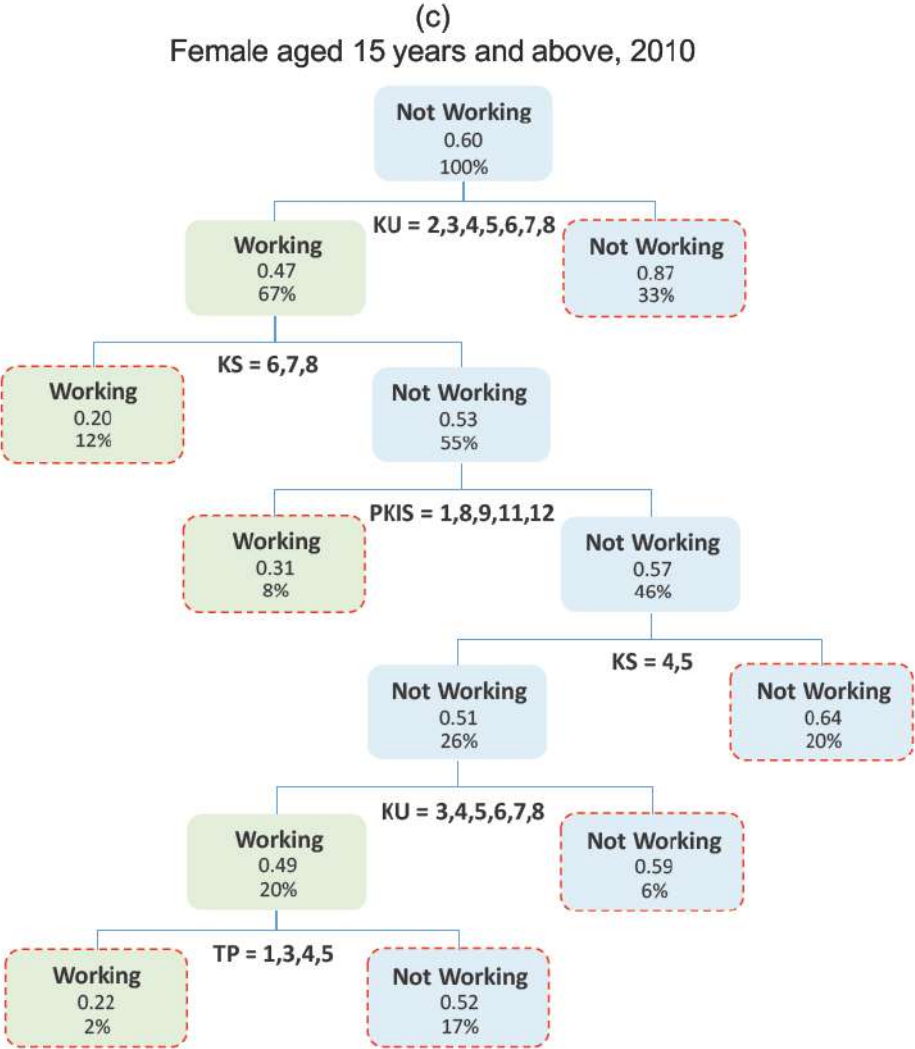 (c)
Female aged 15 years and above, 2010
Not Working
0.60
100%
KU = 2,3,4,5,6,7,8
Working
0.47
67%
Not Working
0.87
33%
KS = 6,7,8
Working
0.20
12%
Not Working
0.53
55%
PKIS = 1,8,9,11,12
Working
0.31
8%
Not Working
0.57
46%
KS = 4,5
Not Working
0.51
26%
Not Working
0.64
20%
KU = 3,4,5,6,7,8
Working
0.49
20%
Not Working
0.59
6%
TP = 1,3,4,5
Working
0.22
2%
Not Working
0.52
17%